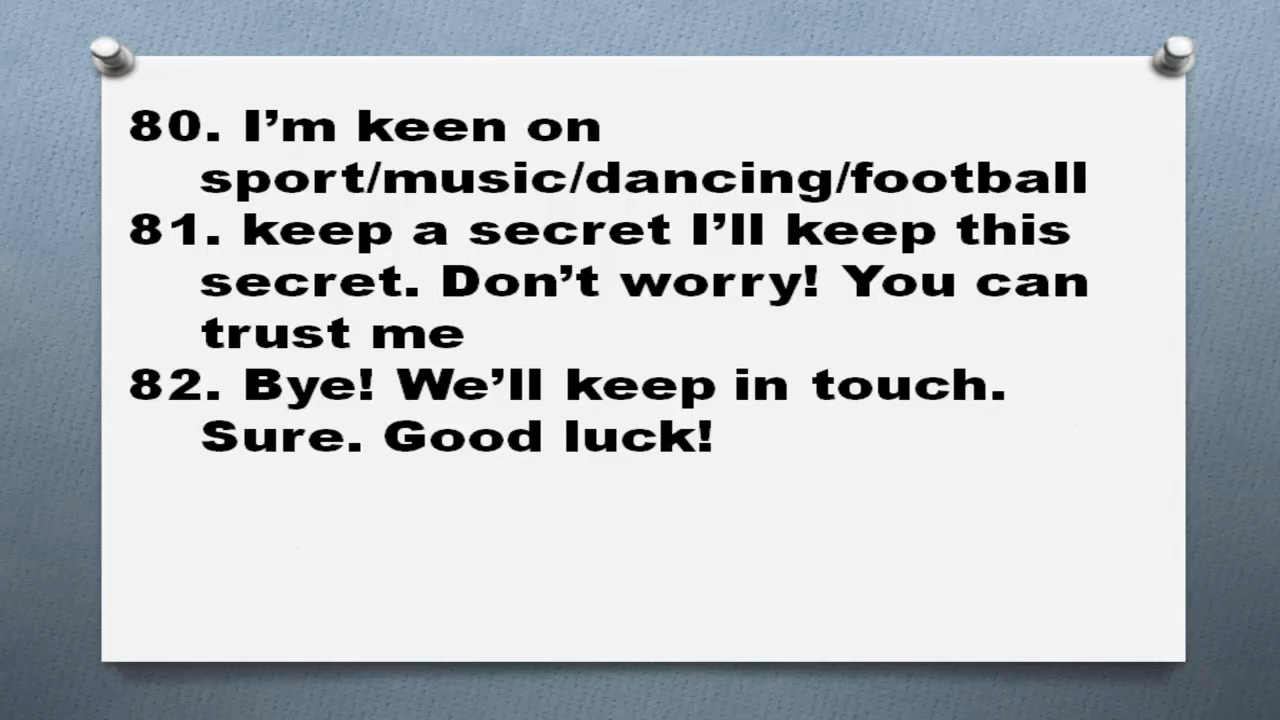 80. I’m keen on
sport/music/dancing/football
81. keep a secret I’ll keep this
secret. Don’t worry! You can
trust me
82. Bye! We’ll keep in touch.
Sure. Good luck!